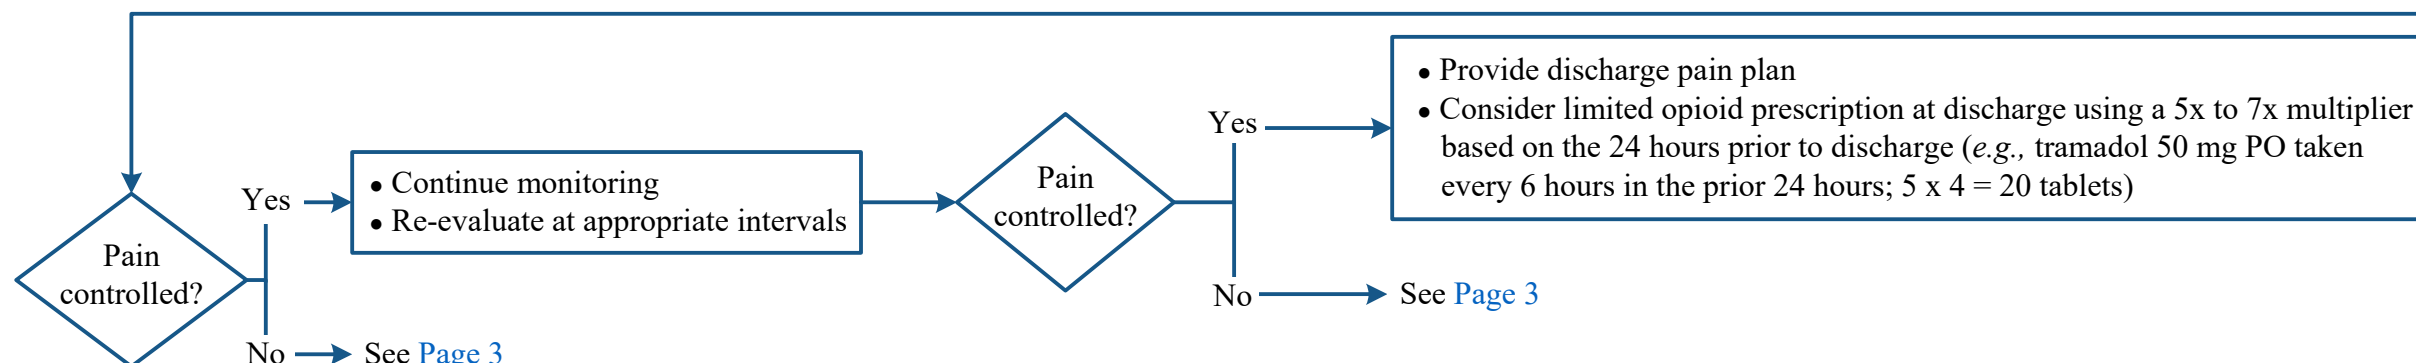 Pain
controlled?
Yes
• Continue monitoring
• Re-evaluate at appropriate intervals
No
See Page 3
Pain
controlled?
Yes
• Provide discharge pain plan
• Consider limited opioid prescription at discharge using a 5x to 7x multiplier
based on the 24 hours prior to discharge (e.g., tramadol 50 mg PO taken
every 6 hours in the prior 24 hours; 5 x 4 = 20 tablets)
No
See Page 3